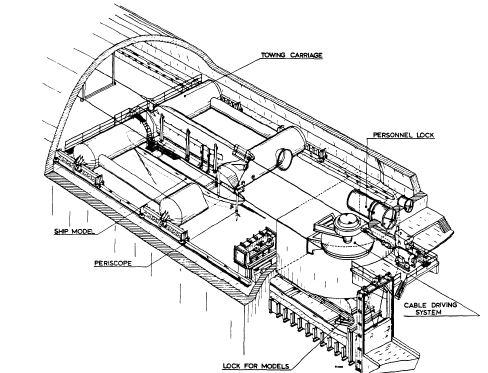 TOWING CARRIAGE
PERSONNEL LOCK
SHIP MODEL
PERISCOPE
CABLE DRIVING
SYSTEM
LOCK FOR MODELS